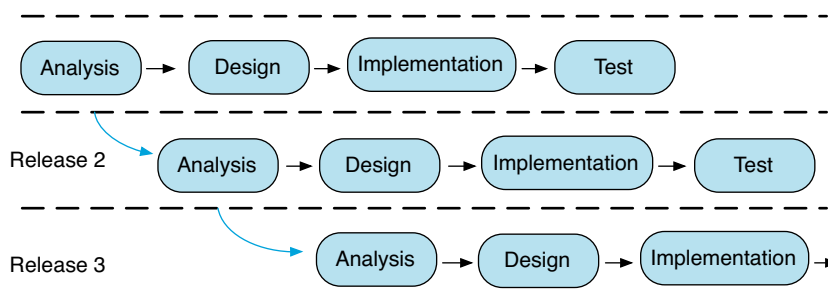 Analysis Design Implementation Test
Release 2 Analysis Design Implementation Test
Release 3 Analysis Design Implementation